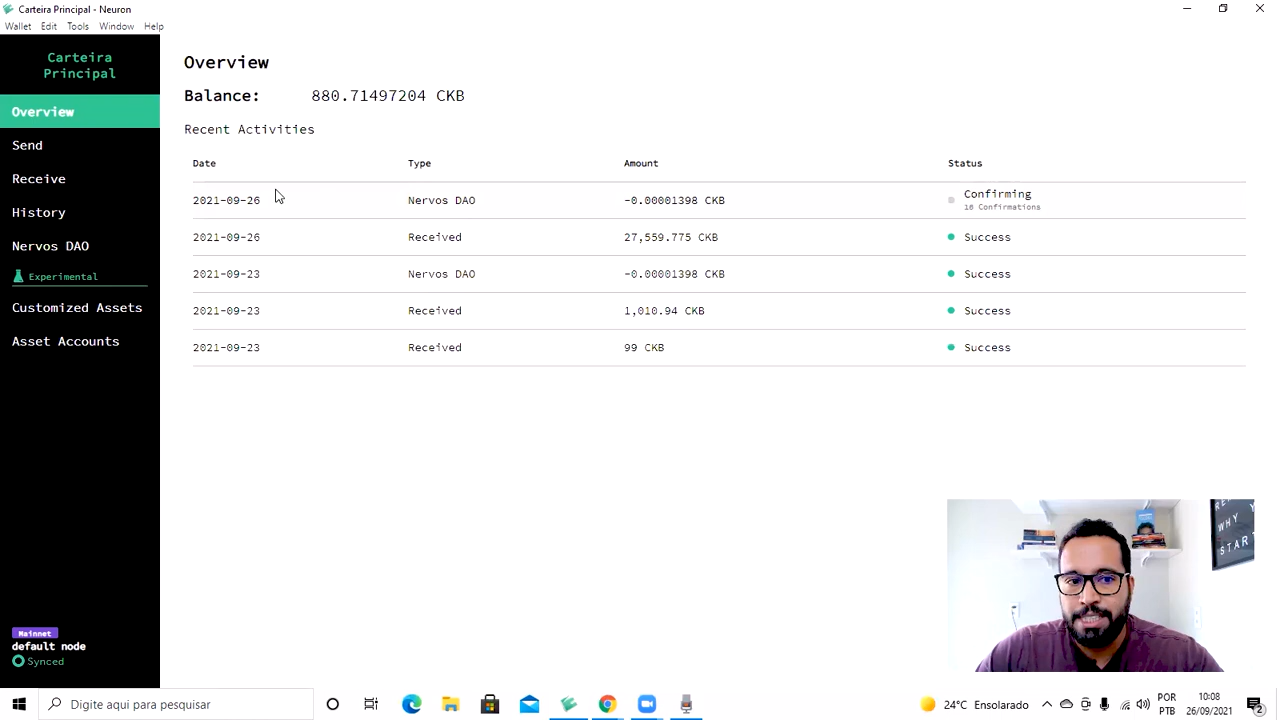 Carteira Principal - Neuron
Wallet Edit Tools Window Help
Carteira
Principal
Overview
Send
Receive
History
Nervos DAO
Experimental
Customized Assets
Asset Accounts
Mainnet
default node
Synced
Overview
Balance: 880.71497204 CKB
Recent Activities
Date Type Amount Status
2021-09-26 Nervos DAO -0.00001398 CKB Confirming
10 Confirmations
2021-09-26 Received 27,559.775 CKB Success
2021-09-23 Nervos DAO -0.00001398 CKB Success
2021-09-23 Received 1,010.94 CKB Success
2021-09-23 Received 99 CKB Success
WHY
START
Digite aqui para pesquisar
24°C Ensolarado
POR
PTB
10:08
26/09/2021
2